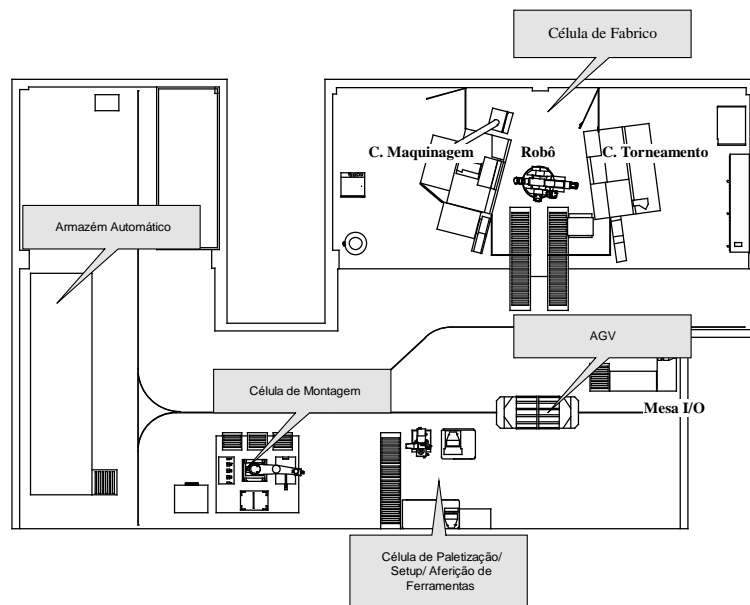 Célula de Fabrico
C. Maquinagem
Robô
C. Torneamento
Armazém Automático
AGV
Célula de Montagem
Mesa I/O
Célula de Paletização/
Setup/ Aferição de
Ferramentas